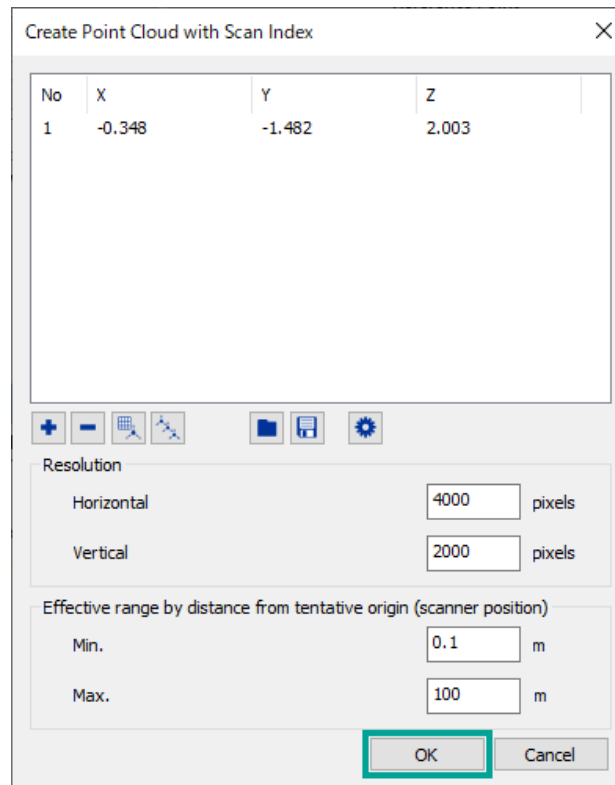 Create Point Cloud with Scan Index
No X Y Z
1 -0.348 -1.482 2.003
Resolution
Horizontal 4000 pixels
Vertical 2000 pixels
Effective range by distance from tentative origin (scanner position)
Min. 0.1 m
Max. 100 m
OK Cancel